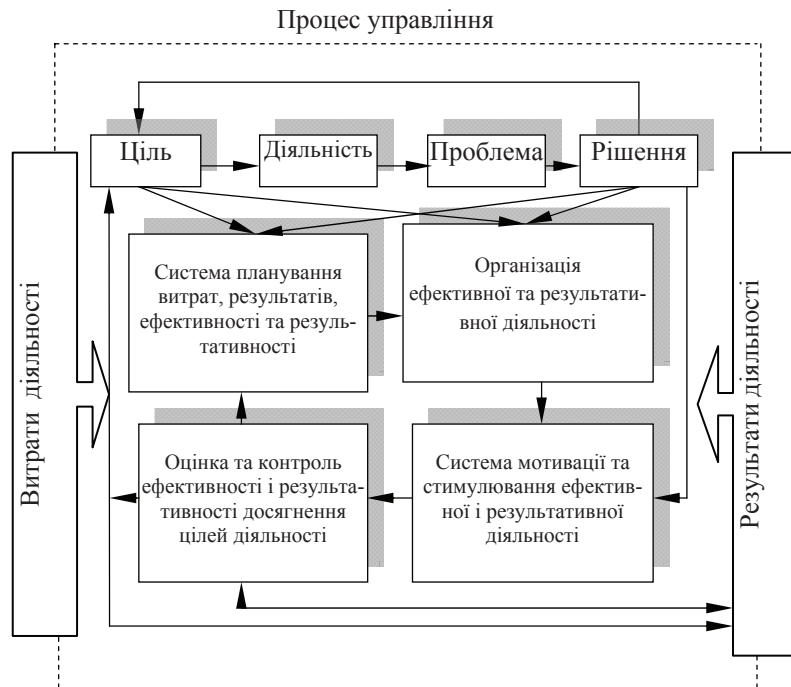 Процес управління
Ціль
Діяльність
Проблема
Рішення
Витрати діяльності
Система планування
витрат, результатів,
ефективності та резуль-
тативності
Організація
ефективної та результати-
вної діяльності
Оцінка та контроль
ефективності і результа-
тивності досягнення
цілей діяльності
Система мотивації та
стимулювання ефектив-
ної і результативної
діяльності
Результати діяльності